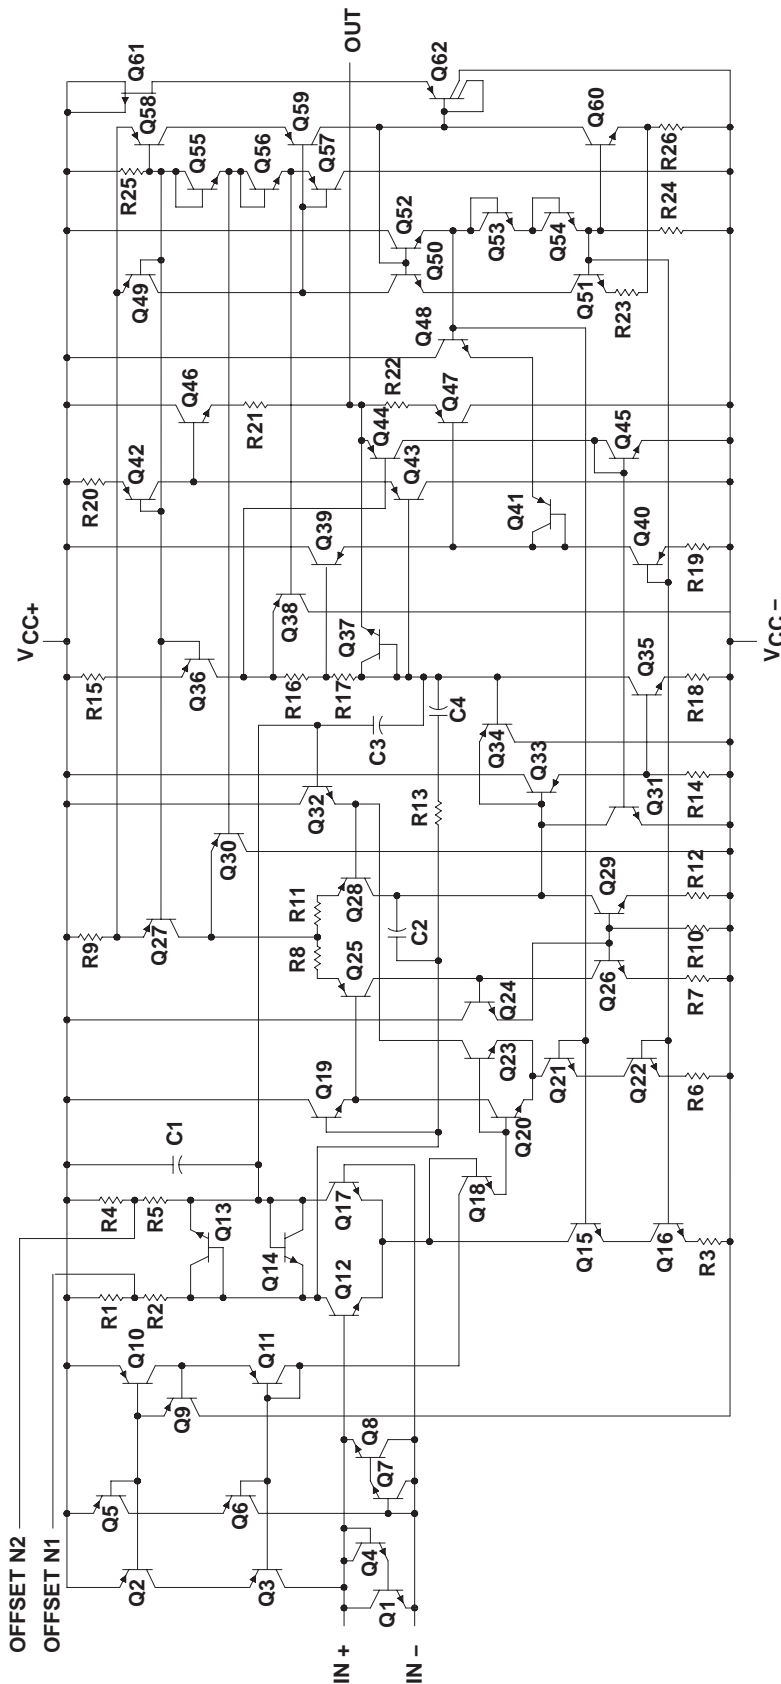 VCC+
OFFSET N2
OFFSET N1
R1
R4
R9
R15
R20
R25
Q61
R2
R5
C1
Q27
Q36
Q42
Q49
Q58
Q2
Q5
Q10
Q13
Q30
Q46
Q55
Q9
Q14
Q32
R21
Q56
Q59
Q3
Q6
Q11
Q12
Q17
Q19
R8
R11
Q38
Q57
OUT
Q25
Q28
C3
R16
R17
Q39
Q37
Q44
R22
Q52
IN +
Q1
Q4
Q7
Q8
C2
R13
C4
Q43
Q47
Q48
Q50
Q62
IN −
Q18
Q20
Q23
Q24
Q33
Q34
Q41
Q53
Q54
Q15
Q21
Q26
Q29
Q31
Q35
Q40
Q45
Q51
Q60
Q16
Q22
R23
R3
R6
R7
R10
R12
R14
R18
R19
R24
R26
VCC −